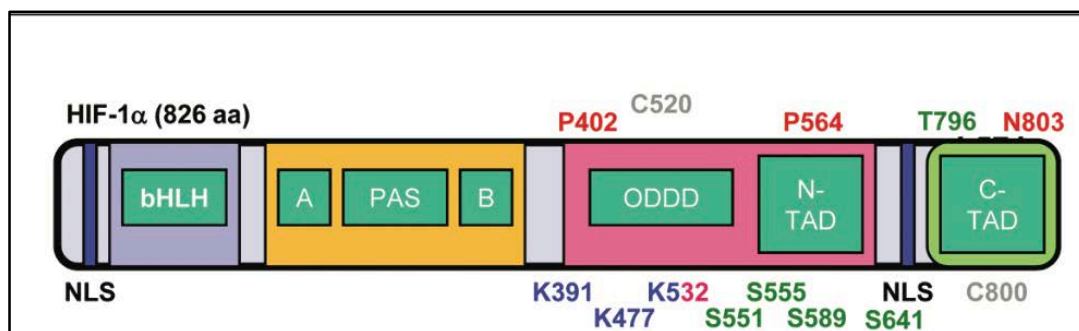 C520
HIF-1α (826 aa)
P402
P564
T796
N803
bHLH
A
PAS
B
ODDD
N-
TAD
C-
TAD
NLS
K391
K532
S555
NLS
C800
K477
S551
S589
S641